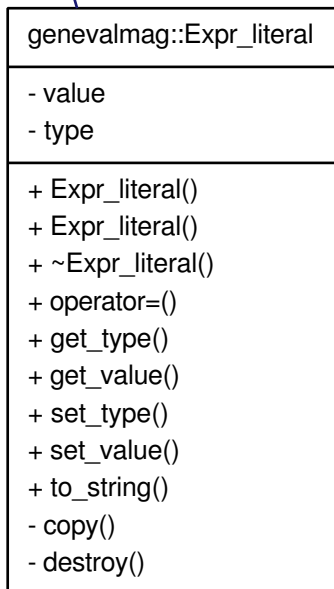 genevalmag::Expr_literal
- value
- type
+ Expr_literal()
+ Expr_literal()
+ ~Expr_literal()
+ operator=()
+ get_type()
+ get_value()
+ set_type()
+ set_value()
+ to_string()
- copy()
- destroy()